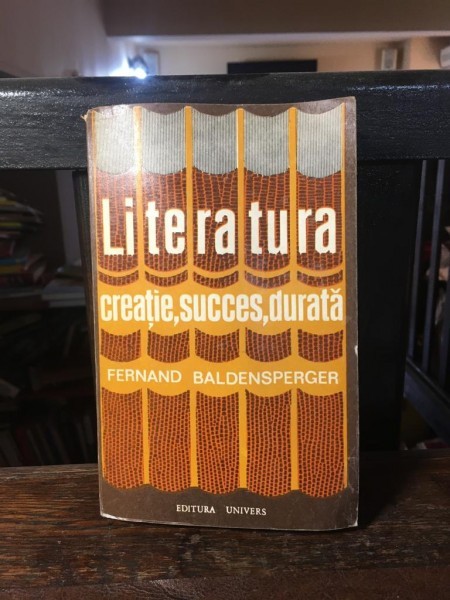 Literatura
creație,succes,durată
FERNAND BALDENSPERGER
EDITURA UNIVERS